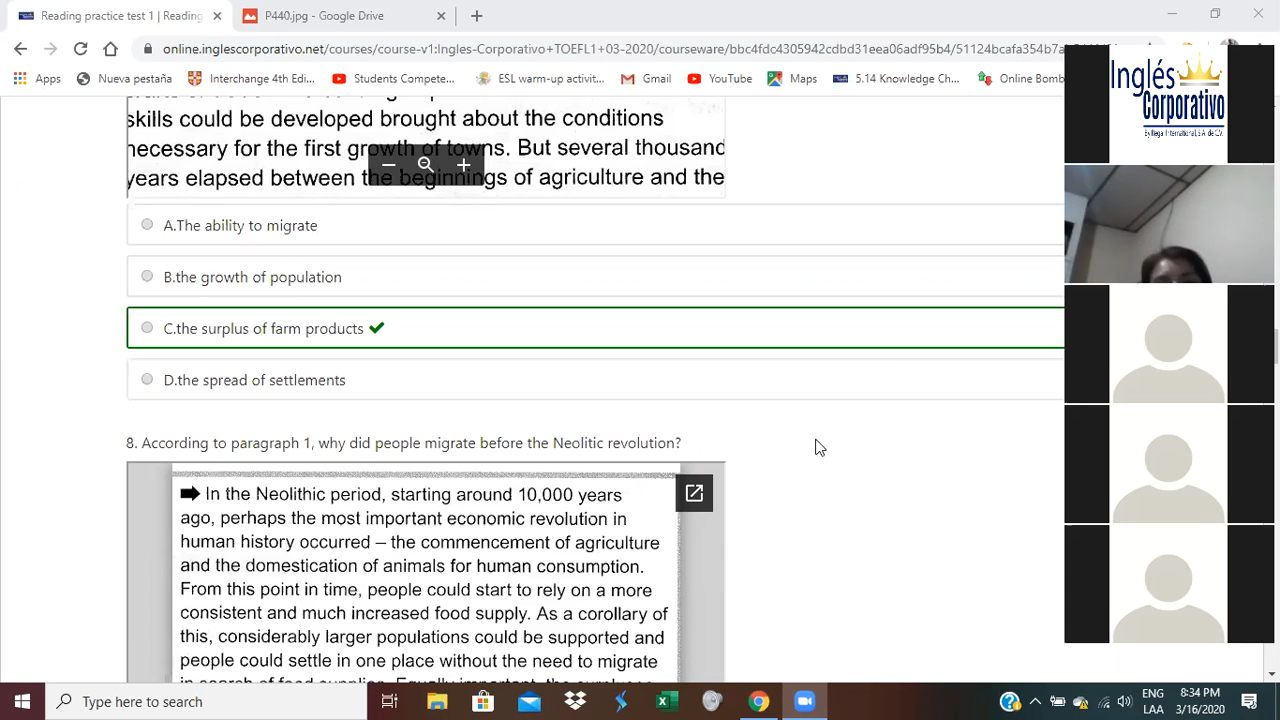 Reading practice test 1 | Reading
P440.jpg - Google Drive
online.inglescorporativo.net/courses/course-v1:Ingles-Corporativo+TOEFL1+03-2020/courseware/bbc4fdc4305942cdbd31eea06adf95b4/51124bcafa354b7a
Apps
Nueva pestaña
Interchange 4th Edi...
Students Compete...
ESL warm-up activit...
Gmail
YouTube
Maps
5.14 Knowledge Ch...
Online Bomb
Inglés
Corporativo
skills could be developed brought about the conditions
necessary for the first growth of towns. But several thousand
years elapsed between the beginnings of agriculture and the
A.The ability to migrate
B.the growth of population
C.the surplus of farm products
D.the spread of settlements
8. According to paragraph 1, why did people migrate before the Neolitic revolution?
In the Neolithic period, starting around 10,000 years
ago, perhaps the most important economic revolution in
human history occurred – the commencement of agriculture
and the domestication of animals for human consumption.
From this point in time, people could start to rely on a more
consistent and much increased food supply. As a corollary of
this, considerably larger populations could be supported and
people could settle in one place without the need to migrate
Type here to search
ENG
LAA
8:34 PM
3/16/2020